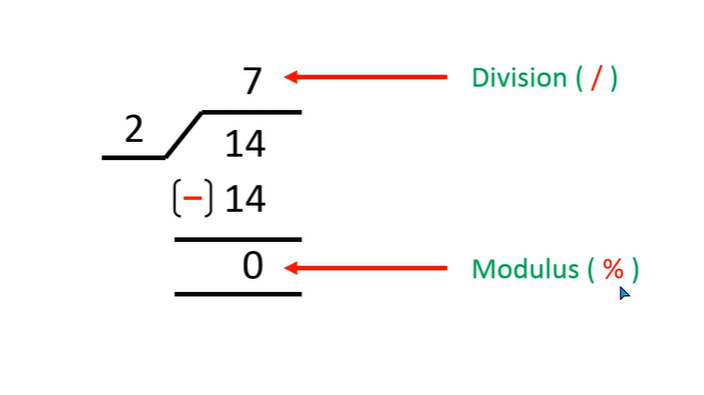 7 Division ( / )
2 14
(−) 14
0 Modulus ( % )